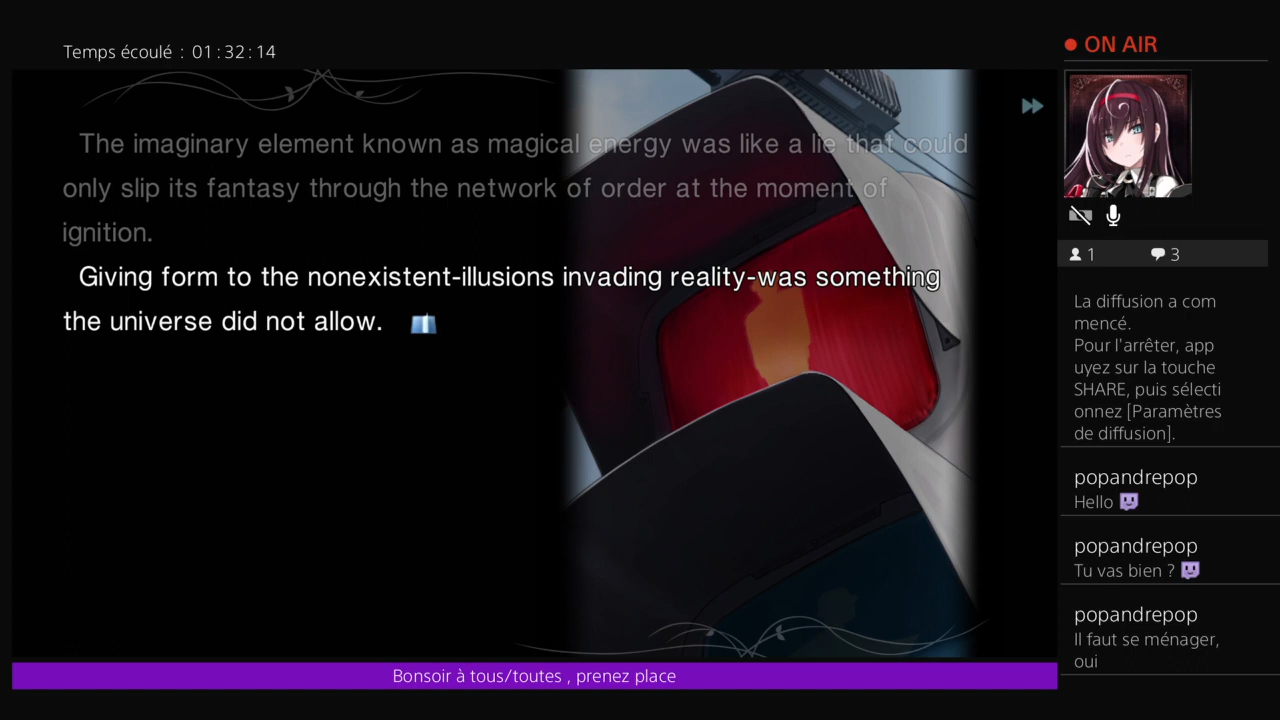 Temps écoulé : 01:32:14
The imaginary element known as magical energy was like a lie that could
only slip its fantasy through the network of order at the moment of
ignition.
Giving form to the nonexistent-illusions invading reality-was something
the universe did not allow.
Bonsoir à tous/toutes , prenez place
ON AIR
1 3
La diffusion a com
mencé.
Pour l'arrêter, app
uyez sur la touche
SHARE, puis sélecti
onnez [Paramètres
de diffusion].
popandrepop
Hello
popandrepop
Tu vas bien ?
popandrepop
Il faut se ménager,
oui